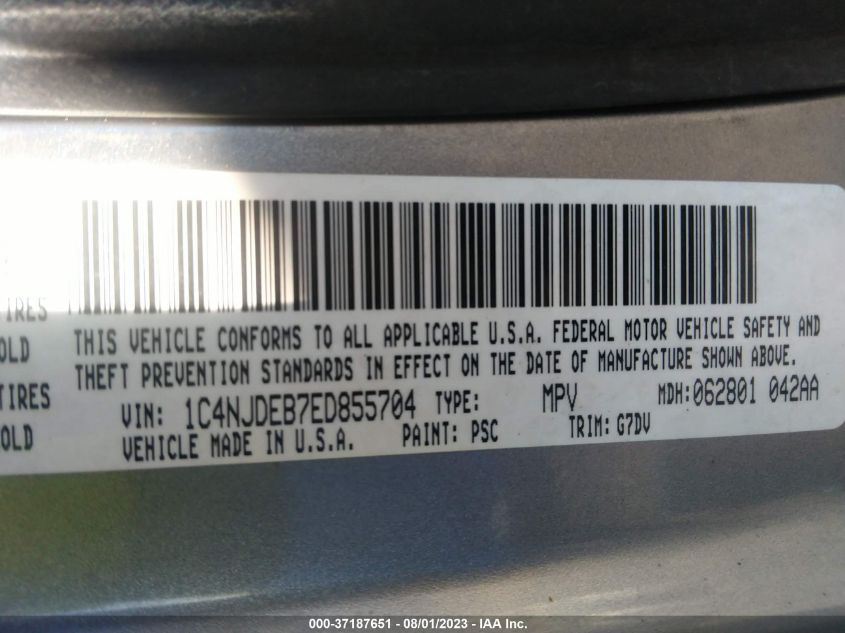 TIRES
OLD
TIRES
OLD
THIS VEHICLE CONFORMS TO ALL APPLICABLE U.S.A. FEDERAL MOTOR VEHICLE SAFETY AND
THEFT PREVENTION STANDARDS IN EFFECT ON THE DATE OF MANUFACTURE SHOWN ABOVE.
VIN: 1C4NJDEB7ED855704 TYPE: MPV MDH:062801 042AA
VEHICLE MADE IN U.S.A. PAINT: PSC TRIM: G7DV
000-37187651 - 08/01/2023 - IAA Inc.